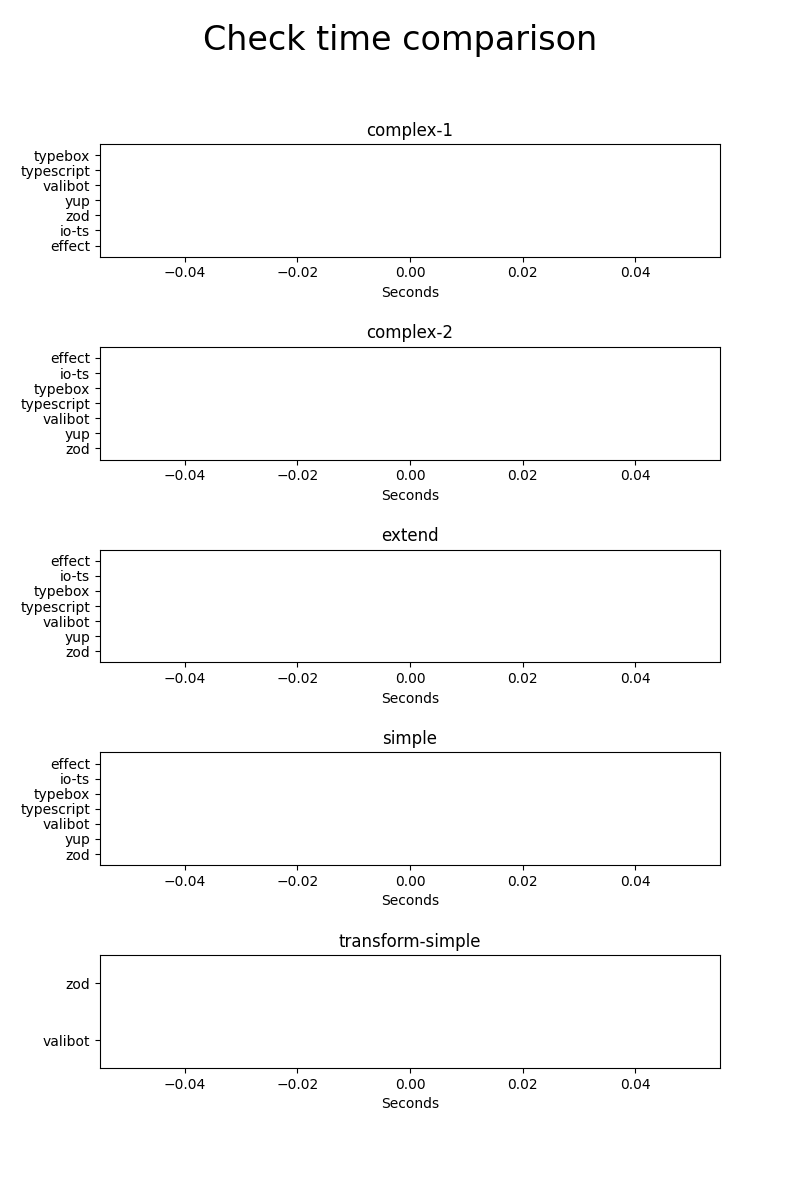 Check time comparison
complex-1
typebox
typescript
valibot
yup
zod
io-ts
effect
−0.04 −0.02 0.00 0.02 0.04
Seconds
complex-2
effect
io-ts
typebox
typescript
valibot
yup
zod
−0.04 −0.02 0.00 0.02 0.04
Seconds
extend
effect
io-ts
typebox
typescript
valibot
yup
zod
−0.04 −0.02 0.00 0.02 0.04
Seconds
simple
effect
io-ts
typebox
typescript
valibot
yup
zod
−0.04 −0.02 0.00 0.02 0.04
Seconds
transform-simple
zod
valibot
−0.04 −0.02 0.00 0.02 0.04
Seconds